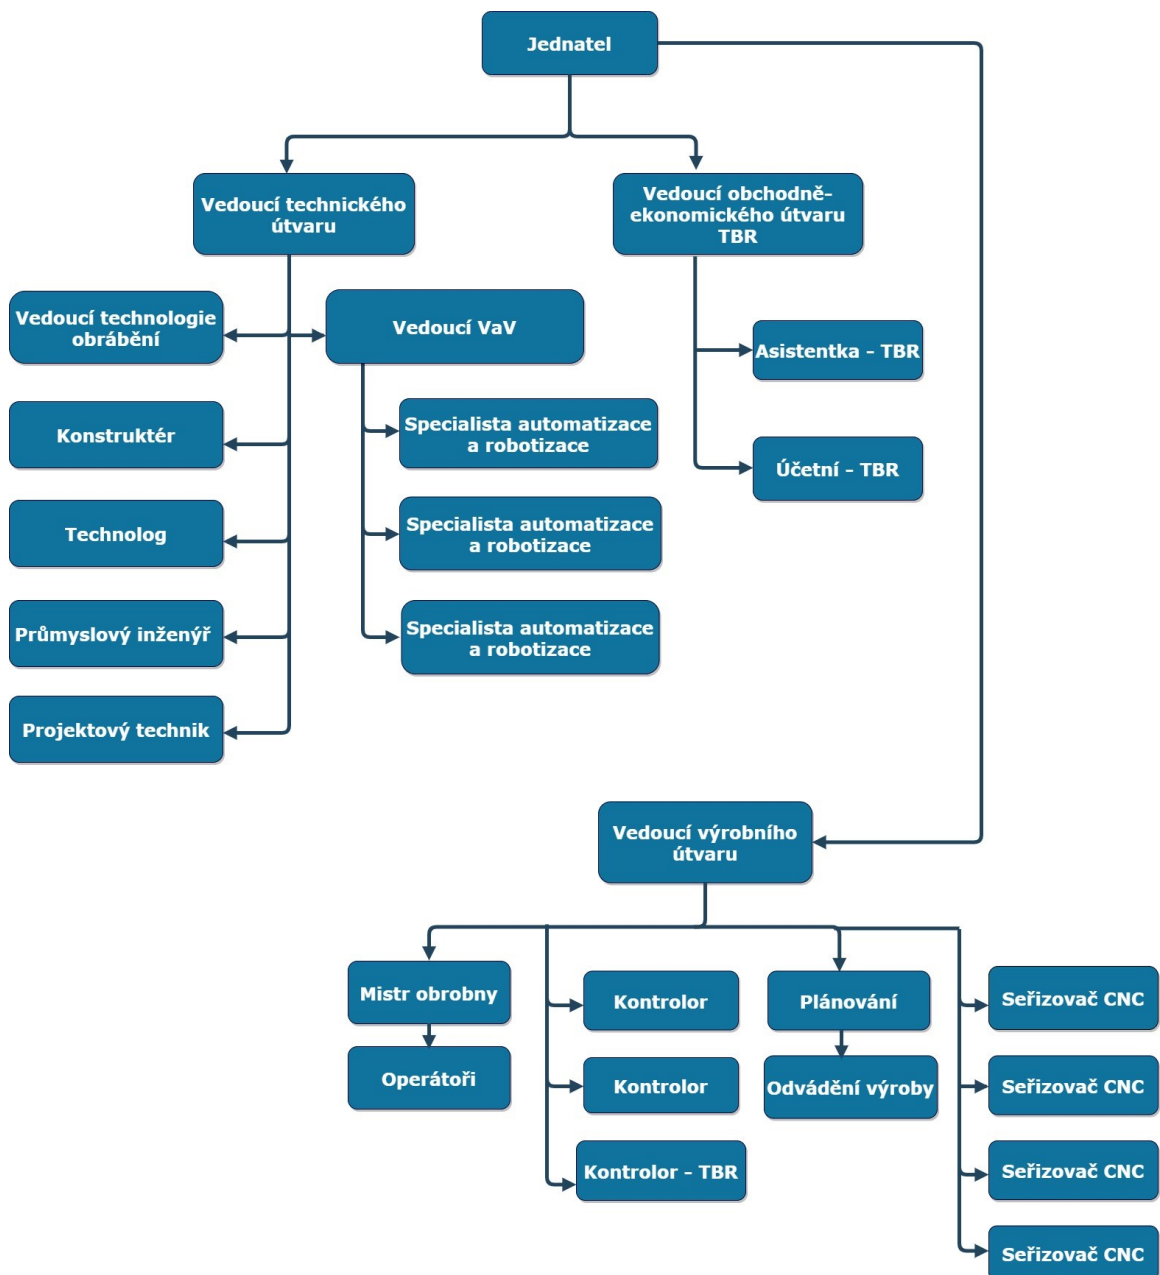 Jednatel
Vedoucí technického
útvaru
Vedoucí obchodně-
ekonomického útvaru
TBR
Vedoucí technologie
obrábění
Vedoucí VaV
Asistentka – TBR
Konstruktér
Specialista automatizace
a robotizace
Účetní – TBR
Technolog
Specialista automatizace
a robotizace
Průmyslový inženýř
Specialista automatizace
a robotizace
Projektový technik
Vedoucí výrobního
útvaru
Mistr obrobny
Kontrolor
Plánování
Seřizovač CNC
Operátoři
Kontrolor
Odvádění výroby
Seřizovač CNC
Kontrolor – TBR
Seřizovač CNC
Seřizovač CNC